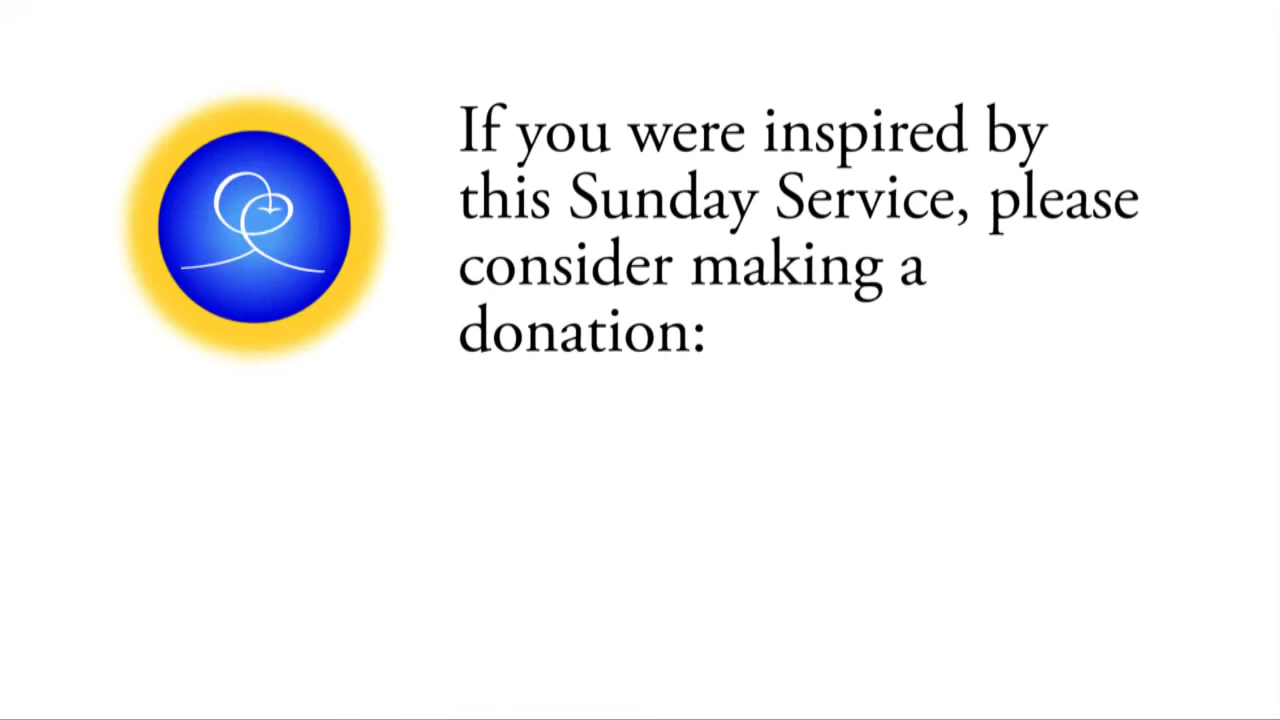 If you were inspired by
this Sunday Service, please
consider making a
donation: